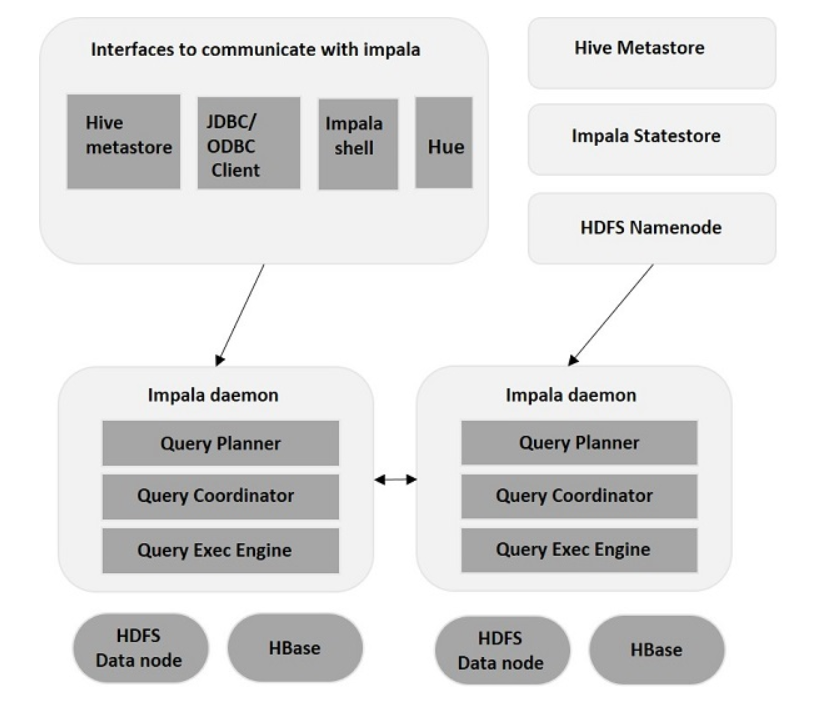 Interfaces to communicate with impala
Hive
metastore
JDBC/
ODBC
Client
Impala
shell
Hue
Hive Metastore
Impala Statestore
HDFS Namenode
Impala daemon
Query Planner
Query Coordinator
Query Exec Engine
Impala daemon
Query Planner
Query Coordinator
Query Exec Engine
HDFS
Data node
HBase
HDFS
Data node
HBase